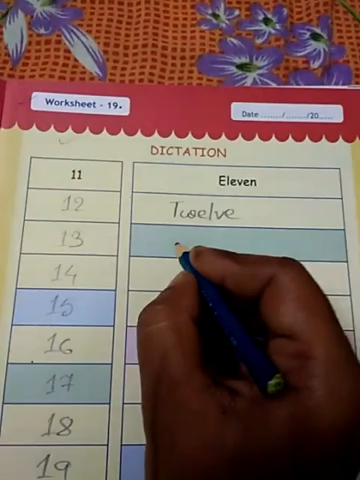 Worksheet - 19.
Date ......./......./20.....
DICTATION
11 Eleven
12 Twelve
13
14
15
16
17
18
19